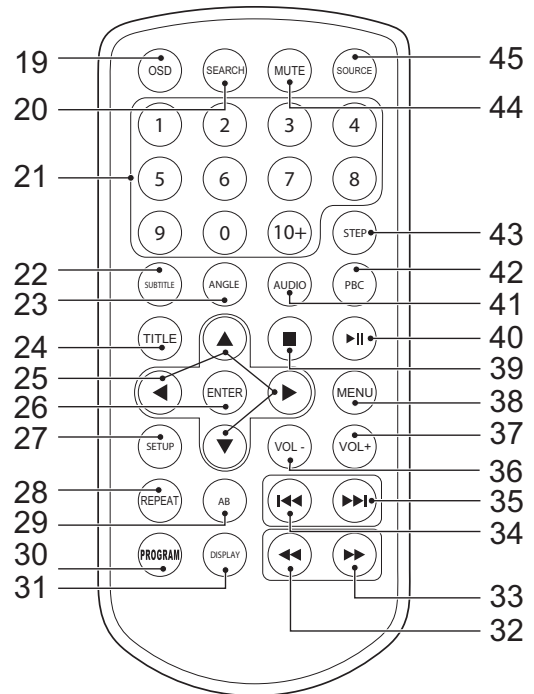 19 OSD SEARCH MUTE SOURCE 45
20 44
1 2 3 4
21 5 6 7 8
9 0 10+ STEP 43
22 SUBTITLE ANGLE AUDIO PBC 42
23 41
24 TITLE 40
25 39
26 ENTER MENU 38
27 SETUP VOL - VOL+ 37
36
28 REPEAT AB 35
29 34
30 PROGRAM DISPLAY 33
31 32